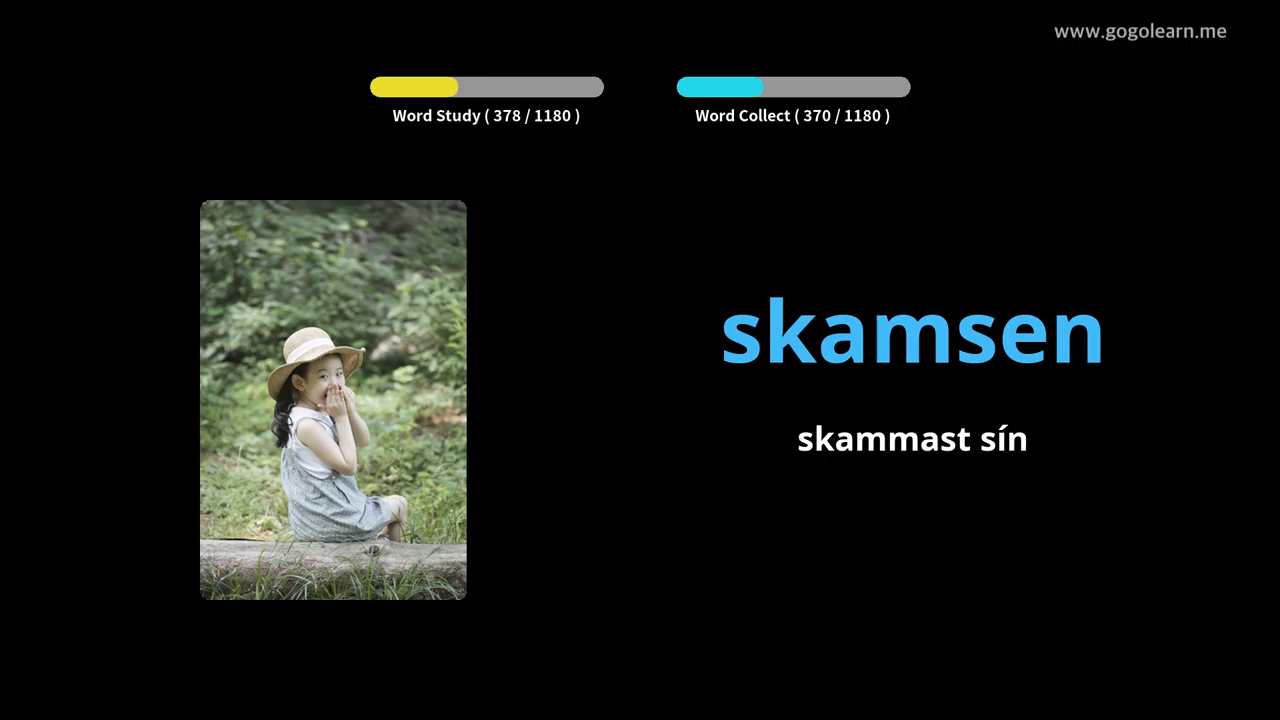 www.gogolearn.me
Word Study ( 378 / 1180 )
Word Collect ( 370 / 1180 )
skamsen
skammast sín